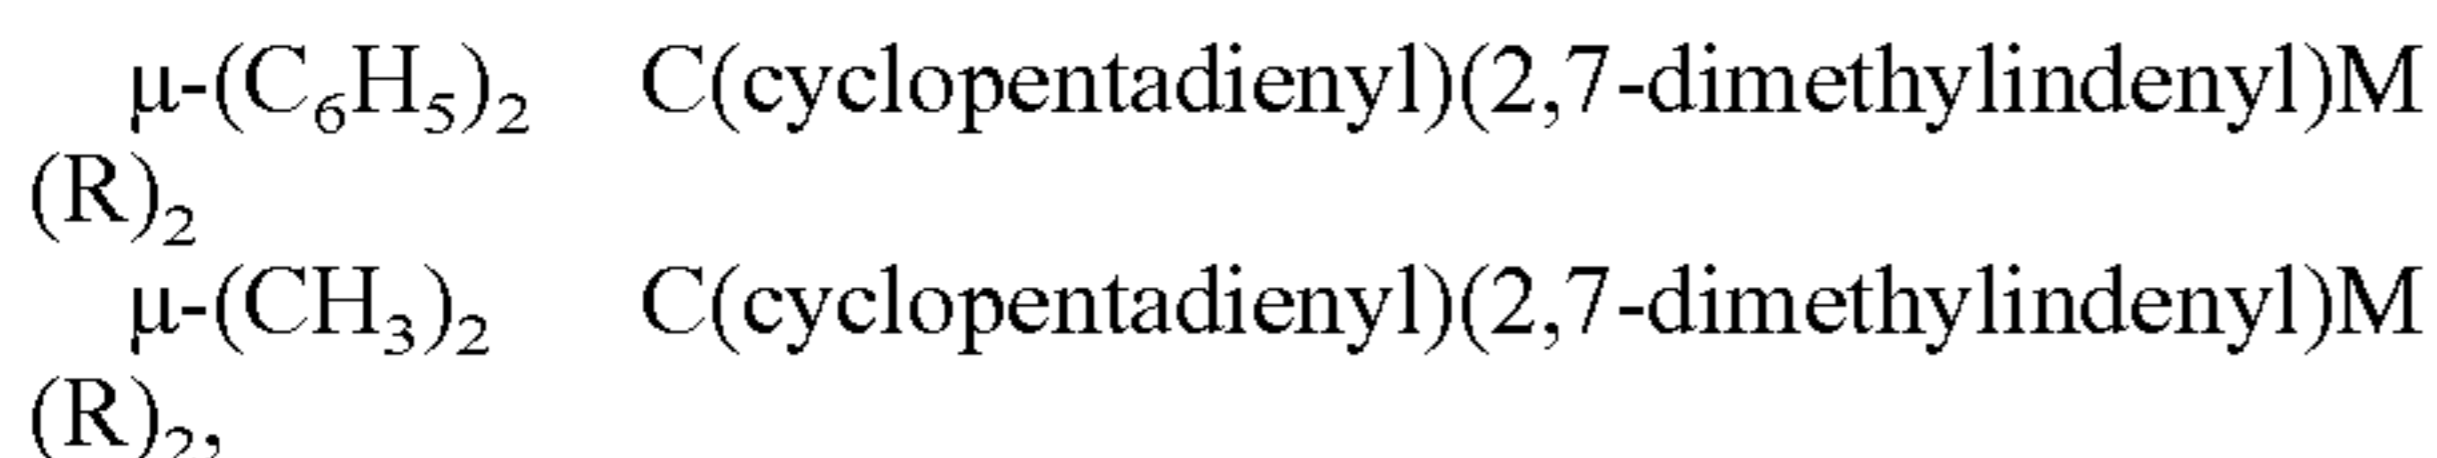 μ-(C₆H₅)₂ C(cyclopentadienyl)(2,7-dimethylindenyl)M
(R)₂
μ-(CH₃)₂ C(cyclopentadienyl)(2,7-dimethylindenyl)M
(R)₂,